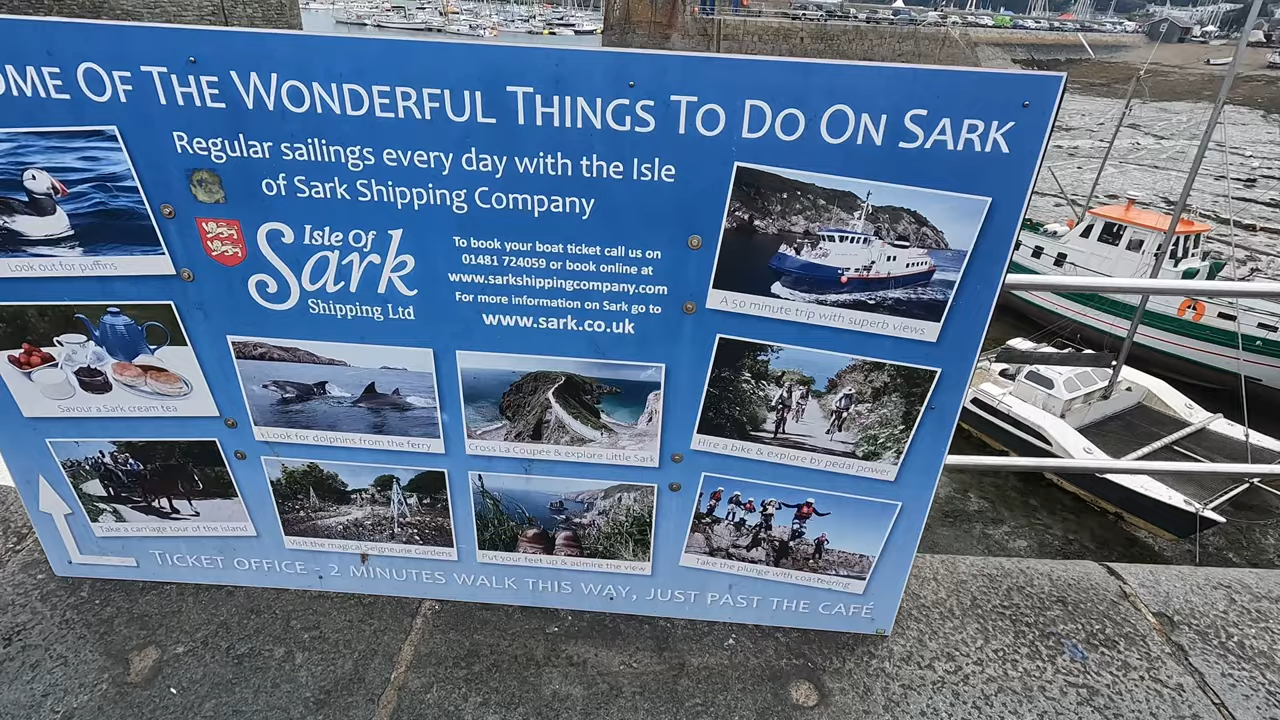 OME OF THE WONDERFUL THINGS TO DO ON SARK
Regular sailings every day with the Isle
of Sark Shipping Company
Isle Of
Sark
Shipping Ltd
To book your boat ticket call us on
01481 724059 or book online at
www.sarkshippingcompany.com
For more information on Sark go to
www.sark.co.uk
Look out for puffins
A 50 minute trip with superb views
Savour a Sark cream tea
Look for dolphins from the ferry
Cross La Coupée & explore Little Sark
Hire a bike & explore by pedal power
Take a carriage tour of the island
Visit the magical Seigneurie Gardens
Put your feet up & admire the view
Take the plunge with coasteering
TICKET OFFICE - 2 MINUTES WALK THIS WAY, JUST PAST THE CAFÉ